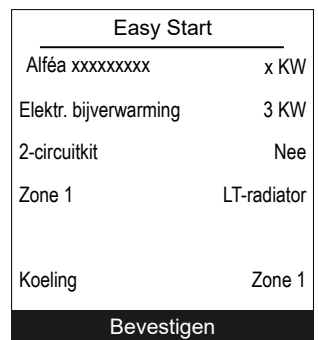 Easy Start
Alféa xxxxxxxxx x KW
Elektr. bijverwarming 3 KW
2-circuitkit Nee
Zone 1 LT-radiator
Koeling Zone 1
Bevestigen